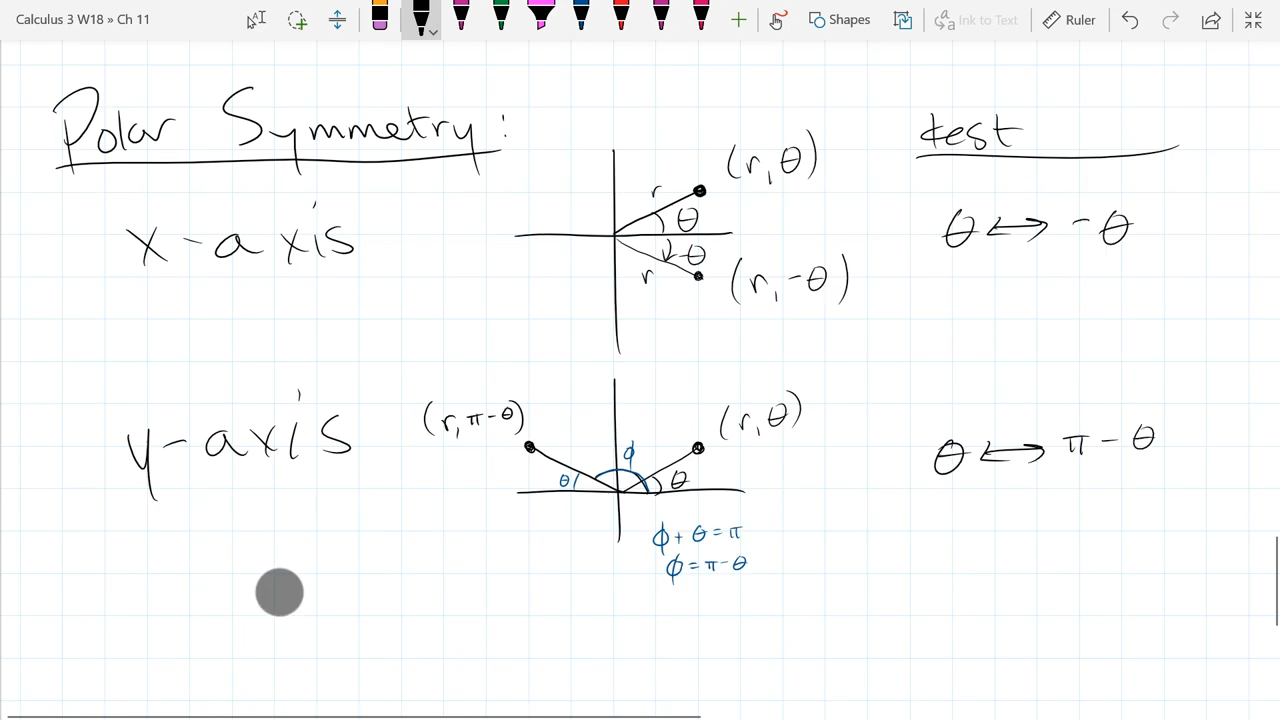 Calculus 3 W18 » Ch 11
Shapes
Ink to Text
Ruler
Polar Symmetry:
test
x-axis
(r, θ)
r
θ
-θ
r
(r, -θ)
θ ↔ -θ
y-axis
(r, π-θ)
(r, θ)
ϕ
θ
θ
ϕ + θ = π
ϕ = π - θ
θ ↔ π - θ